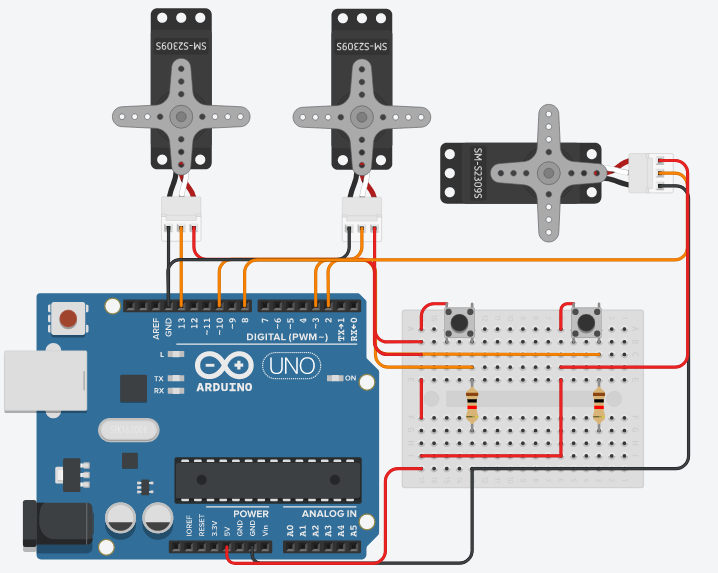 SM-S2309S
SM-S2309S
SM-S2309S
AREF
GND
13
12
~11
~10
~9
8
7
~6
~5
4
~3
2
TX→1
RX←0
DIGITAL (PWM~)
L
TX
RX
ARDUINO
UNO
ON
POWER
ANALOG IN
IOREF
RESET
3.3V
5V
GND
GND
Vin
A0
A1
A2
A3
A4
A5